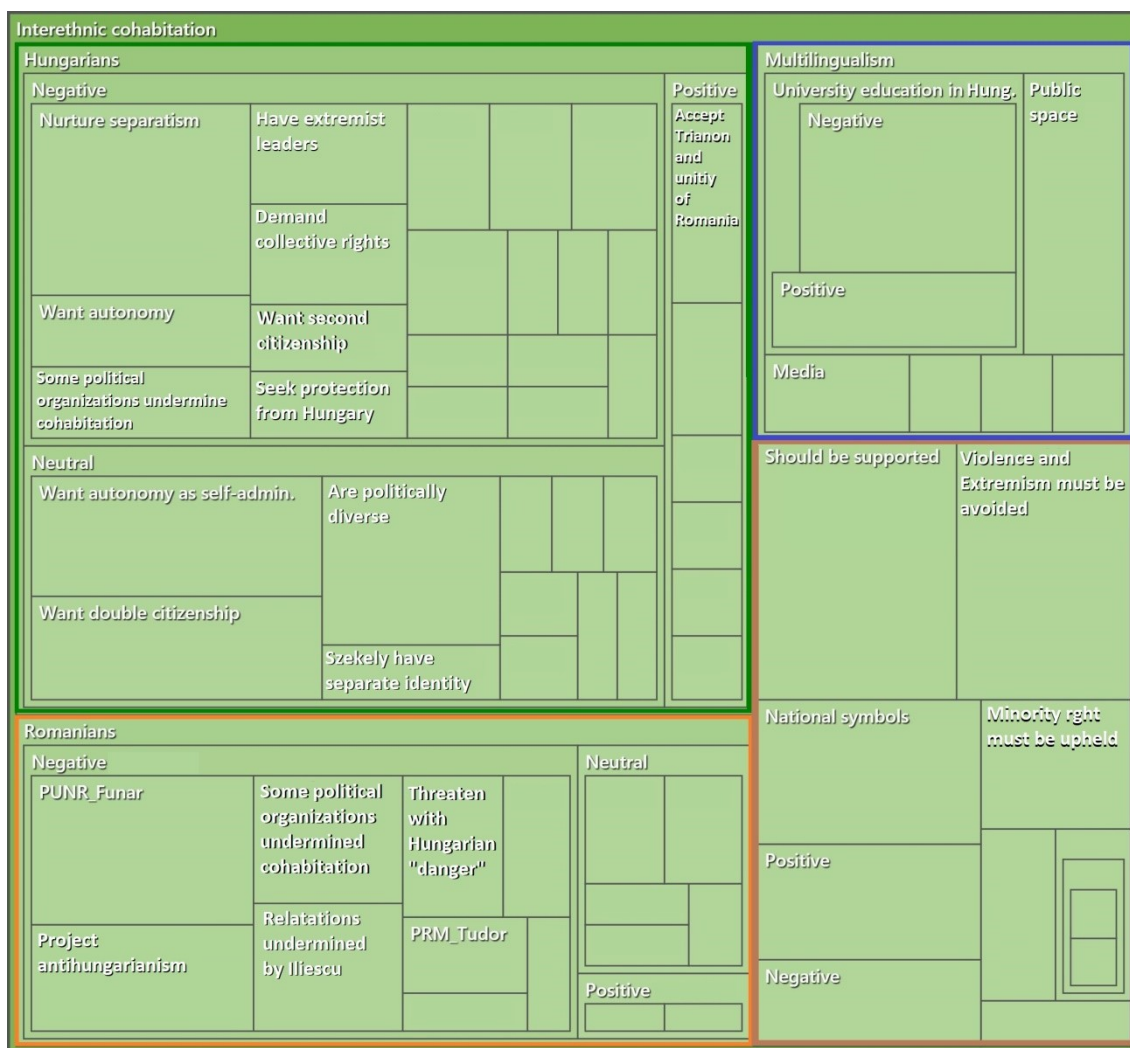 Interethnic cohabitation
Hungarians
Negative
Nurture separatism
Have extremist
leaders
Demand
collective rights
Want autonomy
Want second
citizenship
Some political
organizations undermine
cohabitation
Seek protection
from Hungary
Positive
Accept
Trianon
and
unitiy
of
Romania
Neutral
Want autonomy as self-admin.
Are politically
diverse
Want double citizenship
Szekely have
separate identity
Romanians
Negative
PUNR_Funar
Some political
organizations
undermined
cohabitation
Threaten
with
Hungarian
"danger"
Project
antihungarianism
Relatations
undermined
by Iliescu
PRM_Tudor
Neutral
Positive
Multilingualism
University education in Hung.
Negative
Positive
Public
space
Media
Should be supported
Violence and
Extremism must be
avoided
National symbols
Minority rght
must be upheld
Positive
Negative